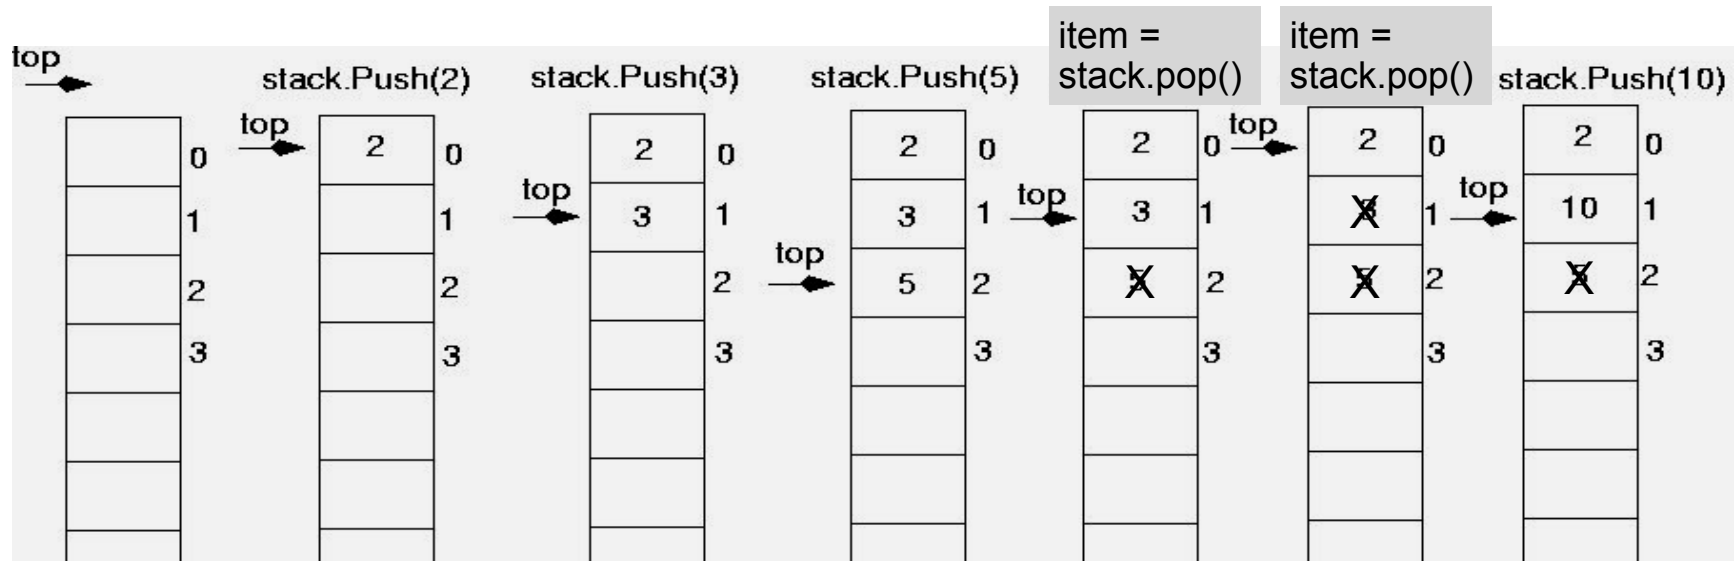 top
stack.Push(2)
stack.Push(3)
stack.Push(5)
item =
stack.pop()
item =
stack.pop()
stack.Push(10)
0
1
2
3
top
2
0
1
2
3
top
2
0
3
1
2
3
top
2
0
3
1
5
2
3
top
2
0
3
1
X
2
3
top
2
0
X
1
X
2
3
top
2
0
10
1
X
2
3